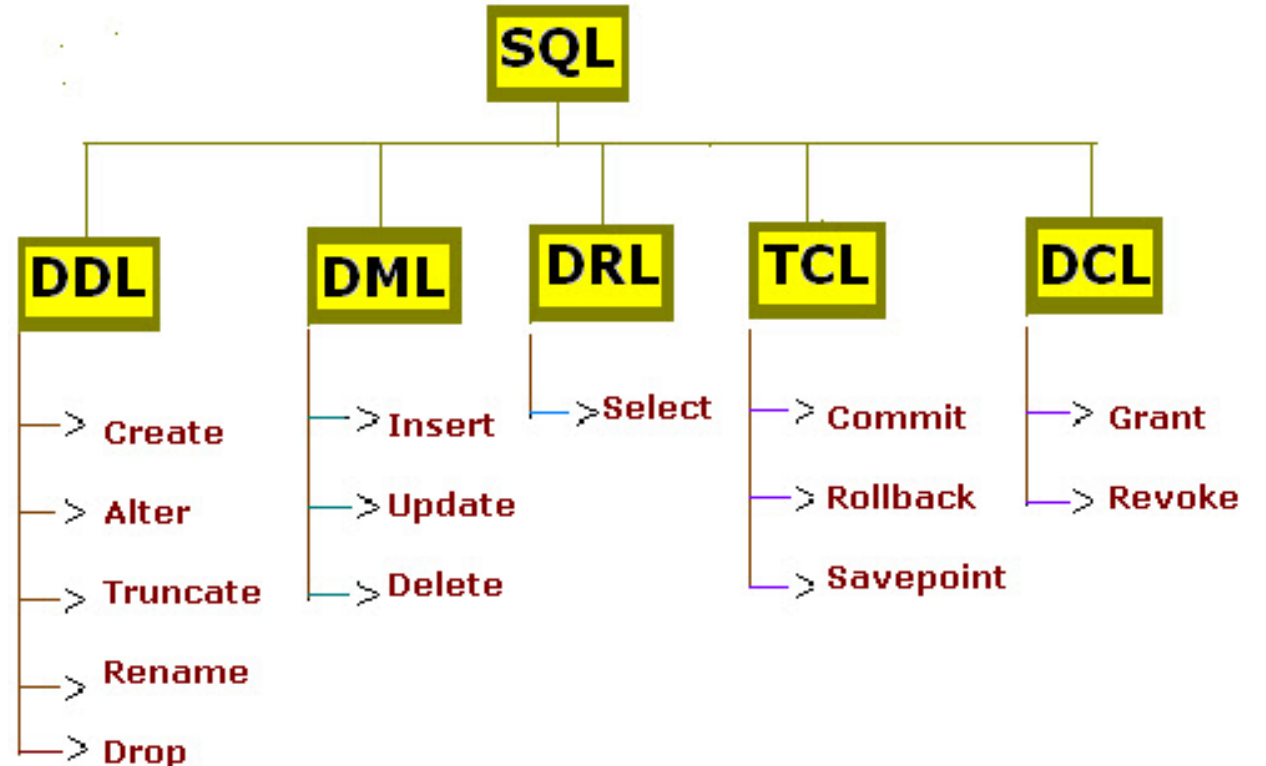 SQL
DDL
DML
DRL
TCL
DCL
Create
Alter
Truncate
Rename
Drop
Insert
Update
Delete
Select
Commit
Rollback
Savepoint
Grant
Revoke